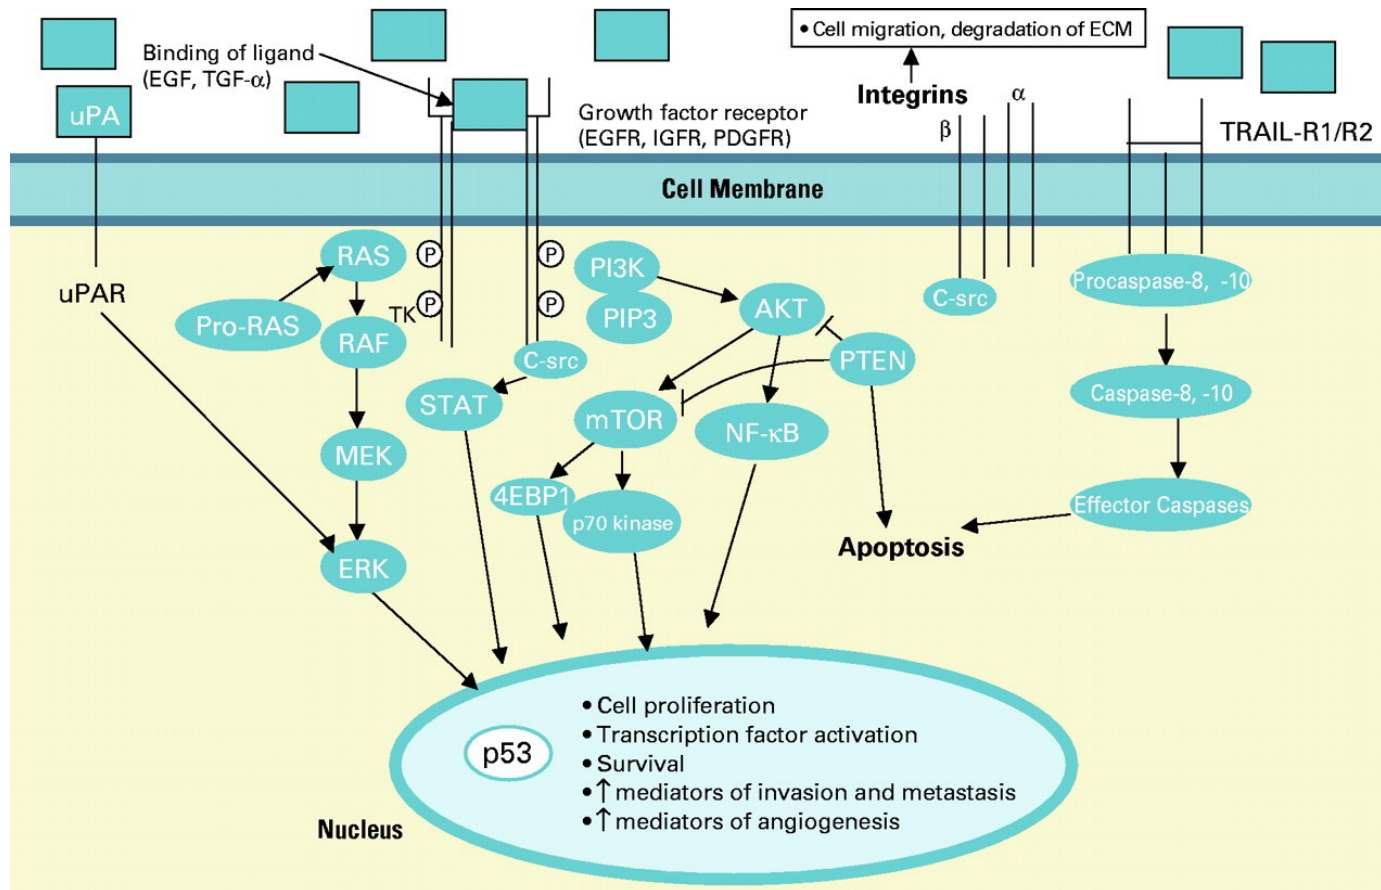 • Cell migration, degradation of ECM
Binding of ligand
(EGF, TGF-α)
uPA
Integrins
α
β
Growth factor receptor
(EGFR, IGFR, PDGFR)
TRAIL-R1/R2
Cell Membrane
RAS
P
P
PI3K
Procaspase-8, -10
uPAR
C-src
TK
P
P
Pro-RAS
RAF
PIP3
AKT
C-src
PTEN
STAT
mTOR
NF-κB
Caspase-8, -10
MEK
4EBP1
p70 kinase
Effector Caspases
Apoptosis
ERK
p53
• Cell proliferation
• Transcription factor activation
• Survival
• ↑ mediators of invasion and metastasis
• ↑ mediators of angiogenesis
Nucleus